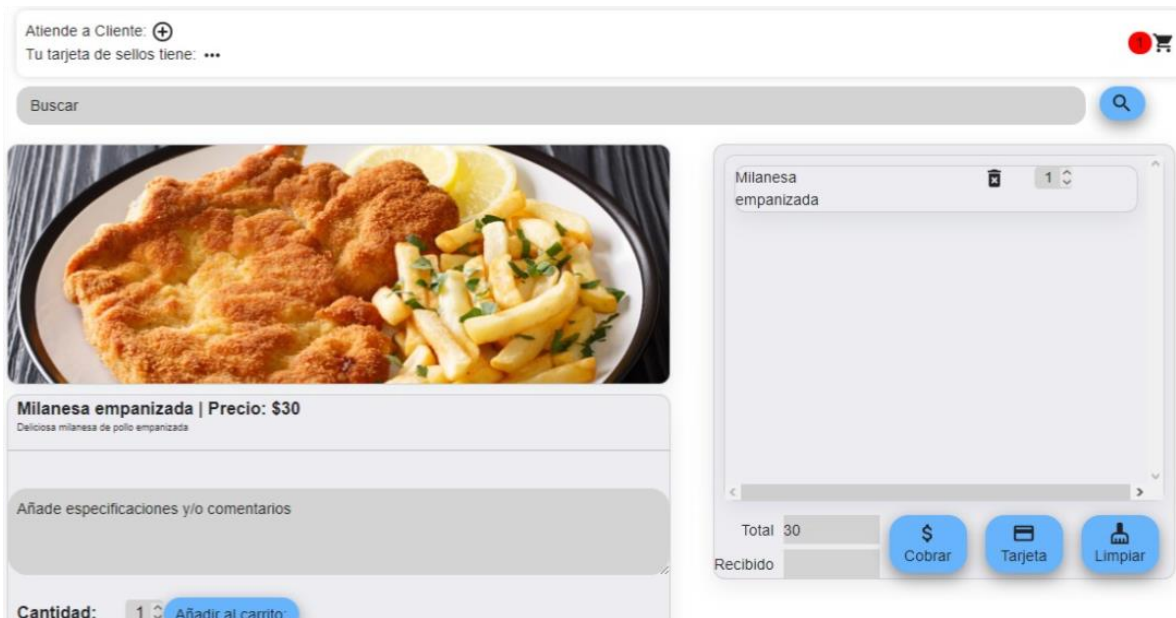 Atiende a Cliente:
Tu tarjeta de sellos tiene: •••
1
Buscar
Milanesa
empanizada
1
Milanesa empanizada | Precio: $30
Deliciosa milanesa de pollo empanizada
Añade especificaciones y/o comentarios
Cantidad: 1 Añadir al carrito:
Total 30
Recibido
$
Cobrar
Tarjeta
Limpiar